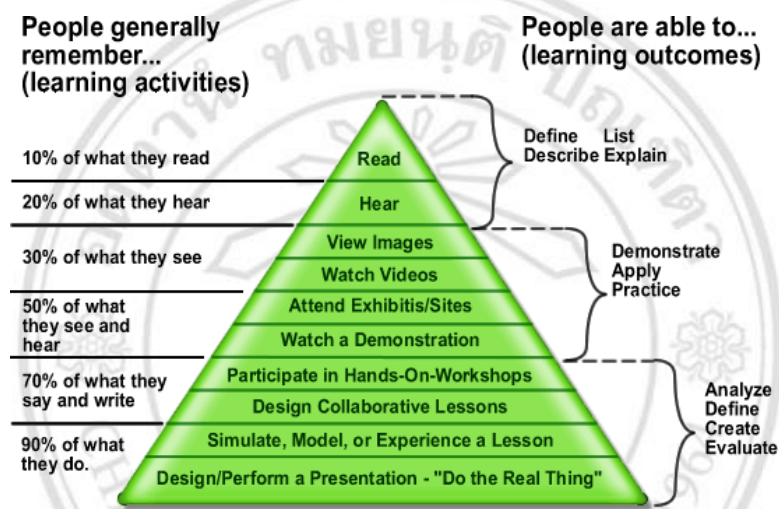 People generally
remember...
(learning activities)
People are able to...
(learning outcomes)
10% of what they read
20% of what they hear
30% of what they see
50% of what
they see and
hear
70% of what they
say and write
90% of what
they do.
Read
Hear
View Images
Watch Videos
Attend Exhibitis/Sites
Watch a Demonstration
Participate in Hands-On-Workshops
Design Collaborative Lessons
Simulate, Model, or Experience a Lesson
Design/Perform a Presentation - "Do the Real Thing"
Define List
Describe Explain
Demonstrate
Apply
Practice
Analyze
Define
Create
Evaluate